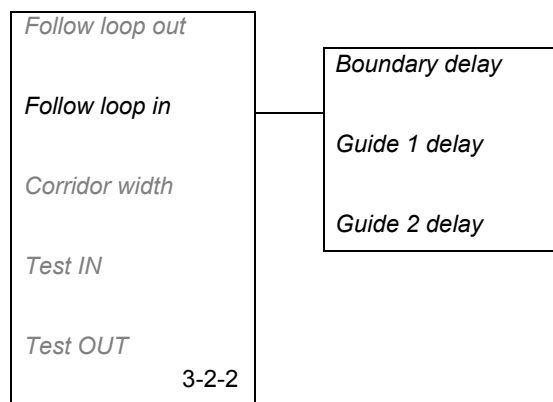 Follow loop out
Follow loop in
Corridor width
Test IN
Test OUT
3-2-2
Boundary delay
Guide 1 delay
Guide 2 delay